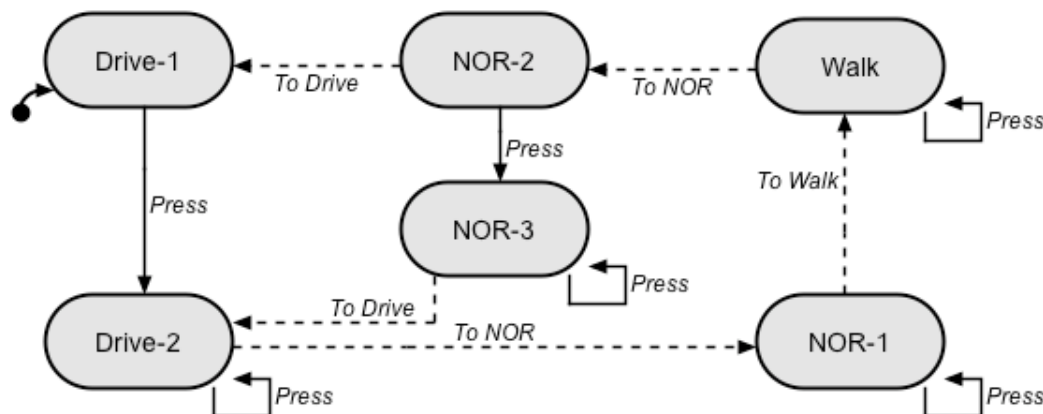 Drive-1
To Drive
NOR-2
To NOR
Walk
Press
Press
To Walk
Press
NOR-3
Press
To Drive
Drive-2
To NOR
NOR-1
Press
Press